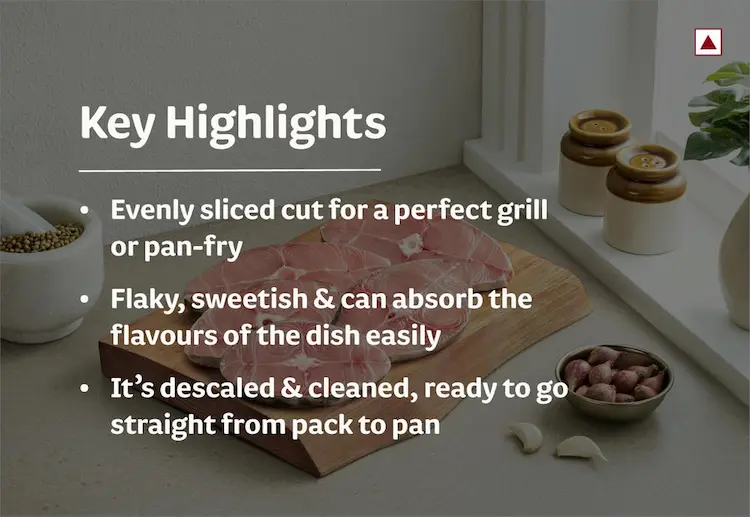 Key Highlights
• Evenly sliced cut for a perfect grill
or pan-fry
• Flaky, sweetish & can absorb the
flavours of the dish easily
• It’s descaled & cleaned, ready to go
straight from pack to pan